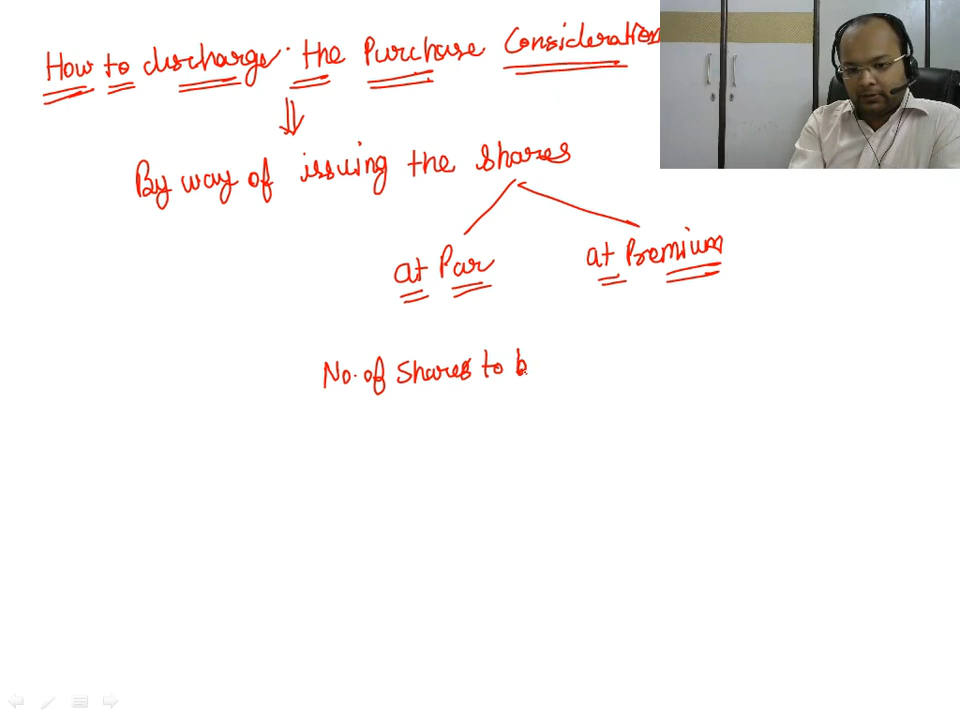 How to discharge the Purchase Consideration
⇓
By way of issuing the shares
at Par at Premium
No. of Shares to b